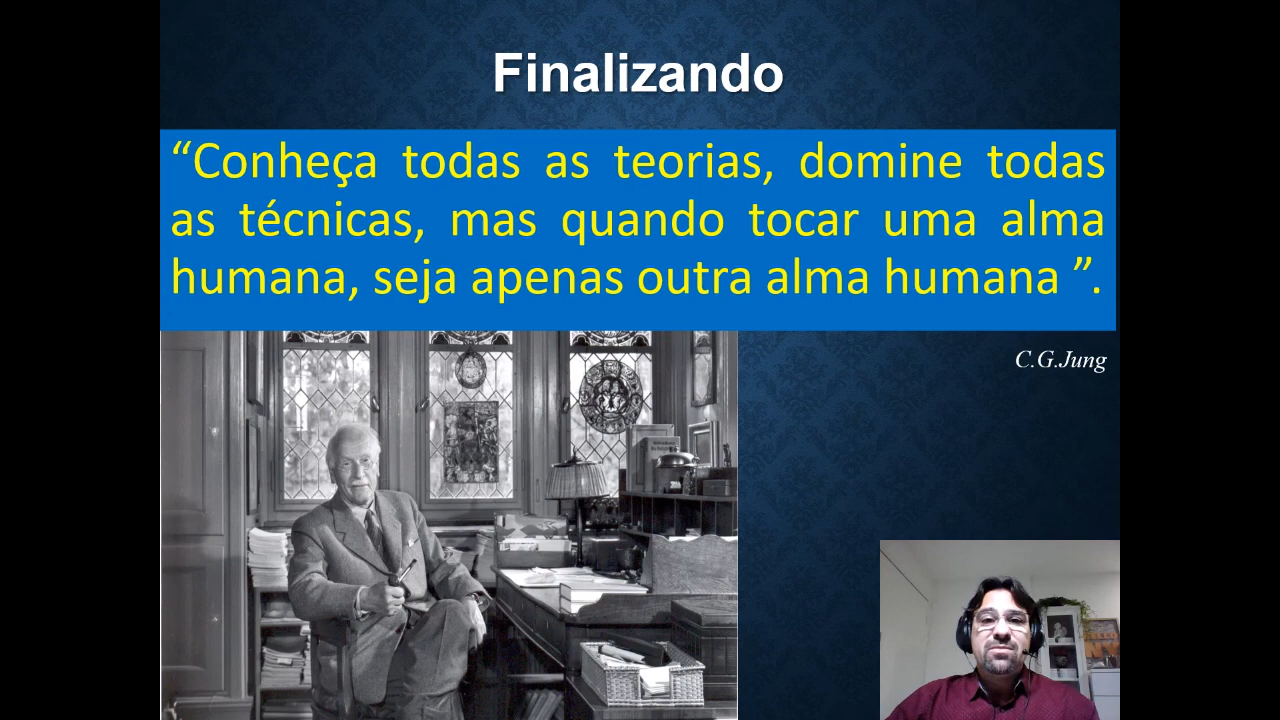 Finalizando
“Conheça todas as teorias, domine todas
as técnicas, mas quando tocar uma alma
humana, seja apenas outra alma humana ”.
C.G.Jung